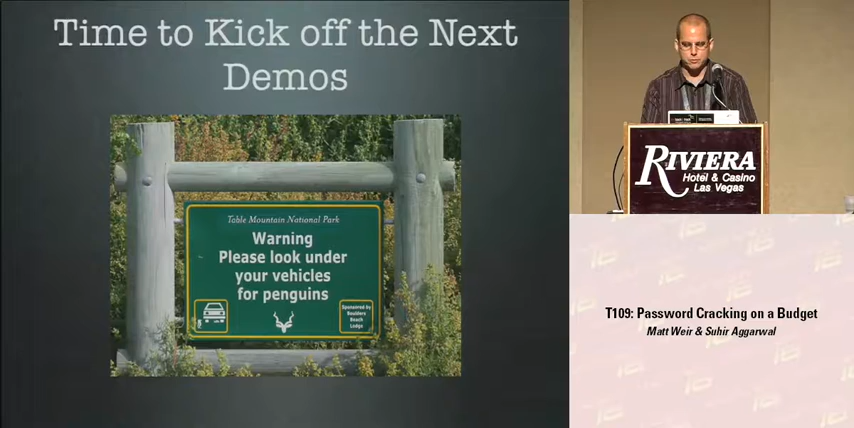 Time to Kick off the Next
Demos
Table Mountain National Park
Warning
Please look under
your vehicles
for penguins
Sponsored by
Boulders
Beach
Lodge
RIVIERA
Hotel & Casino
Las Vegas
T109: Password Cracking on a Budget
Matt Weir & Suhir Aggarwal